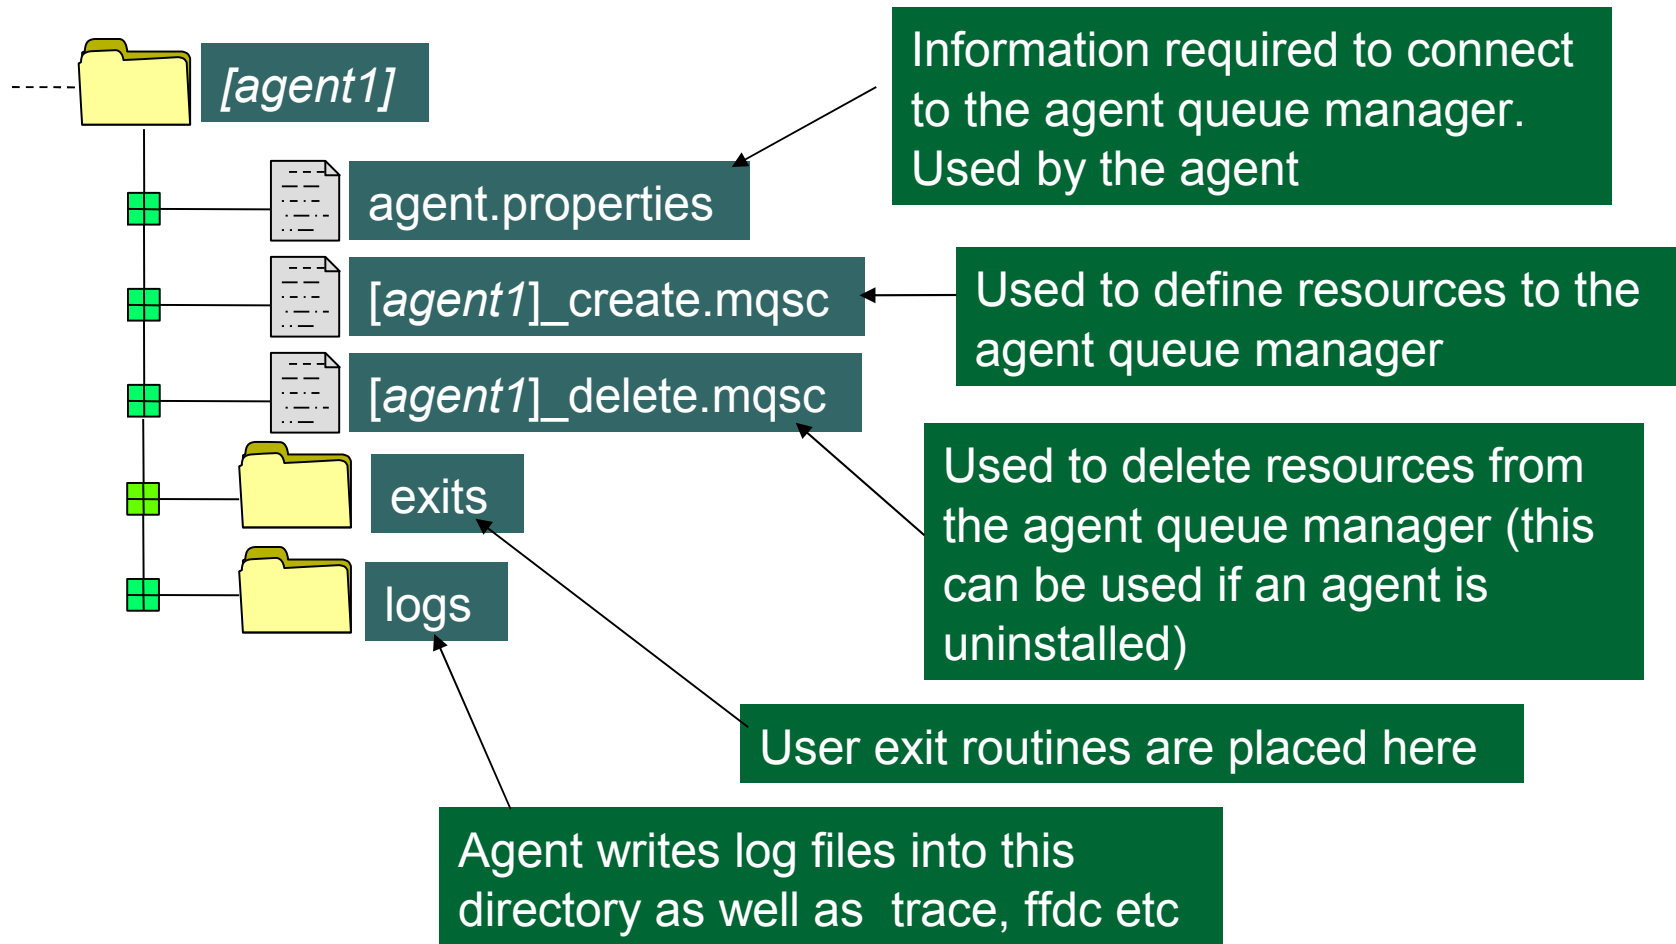 [agent1]
Information required to connect
to the agent queue manager.
Used by the agent
agent.properties
[agent1]_create.mqsc
Used to define resources to the
agent queue manager
[agent1]_delete.mqsc
Used to delete resources from
the agent queue manager (this
can be used if an agent is
uninstalled)
exits
logs
User exit routines are placed here
Agent writes log files into this
directory as well as  trace, ffdc etc